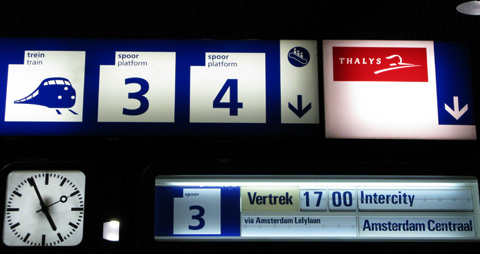 trein
train
spoor
platform
3
spoor
platform
4
THALYS
spoor
3
Vertrek 17 00 Intercity
via Amsterdam Lelylaan Amsterdam Centraal